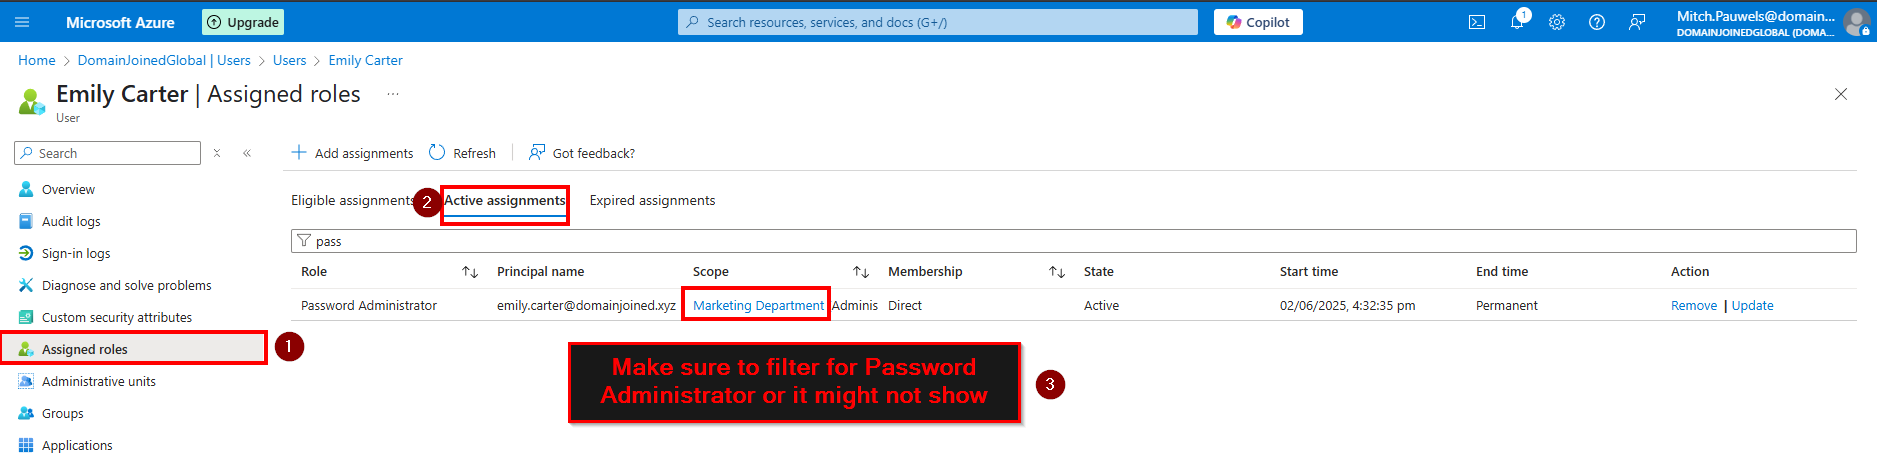 Microsoft Azure
Upgrade
Search resources, services, and docs (G+/)
Copilot
1
Mitch.Pauwels@domain...
DOMAINJOINEDGLOBAL (DOMA...
Home > DomainJoinedGlobal | Users > Users > Emily Carter
Emily Carter | Assigned roles ...
User
Search
Add assignments
Refresh
Got feedback?
Overview
Audit logs
Sign-in logs
Diagnose and solve problems
Custom security attributes
Assigned roles
1
Administrative units
Groups
Applications
Eligible assignments 2 Active assignments Expired assignments
pass
Role Principal name Scope Membership State Start time End time Action
Password Administrator emily.carter@domainjoined.xyz Marketing Department Adminis Direct Active 02/06/2025, 4:32:35 pm Permanent Remove | Update
Make sure to filter for Password
Administrator or it might not show
3